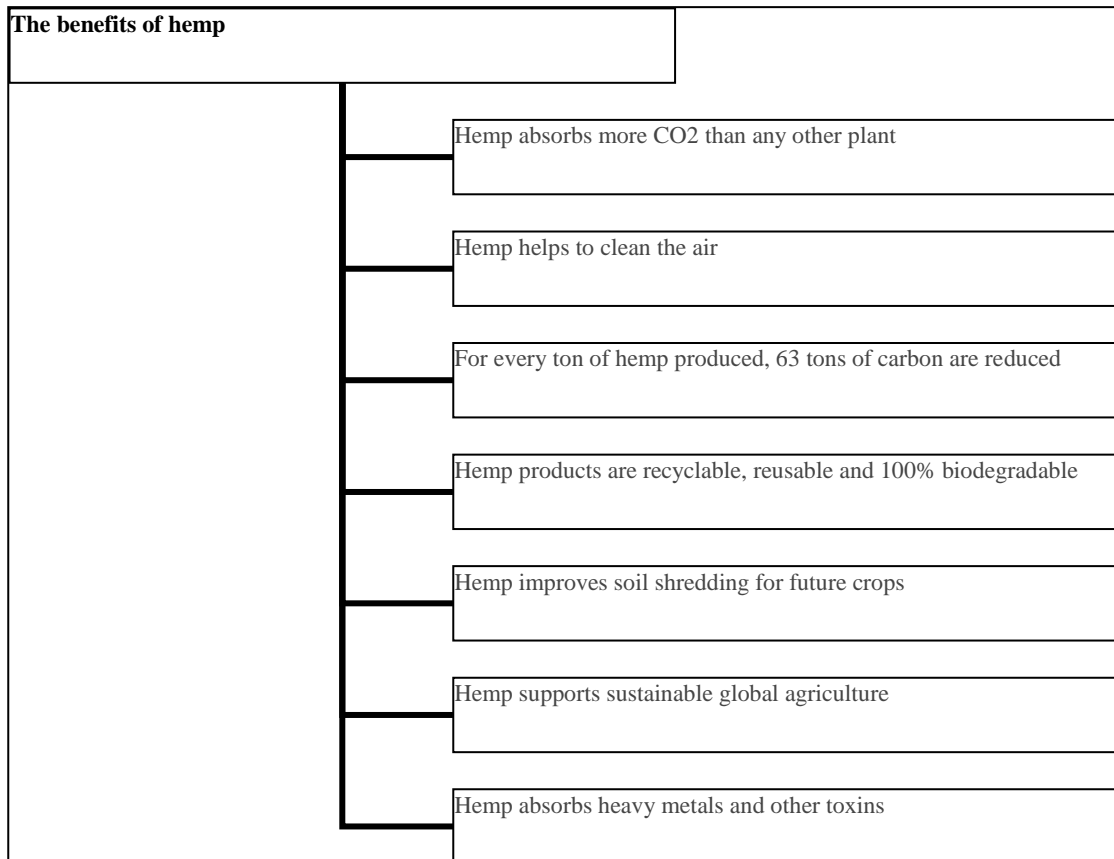 The benefits of hemp
Hemp absorbs more CO2 than any other plant
Hemp helps to clean the air
For every ton of hemp produced, 63 tons of carbon are reduced
Hemp products are recyclable, reusable and 100% biodegradable
Hemp improves soil shredding for future crops
Hemp supports sustainable global agriculture
Hemp absorbs heavy metals and other toxins